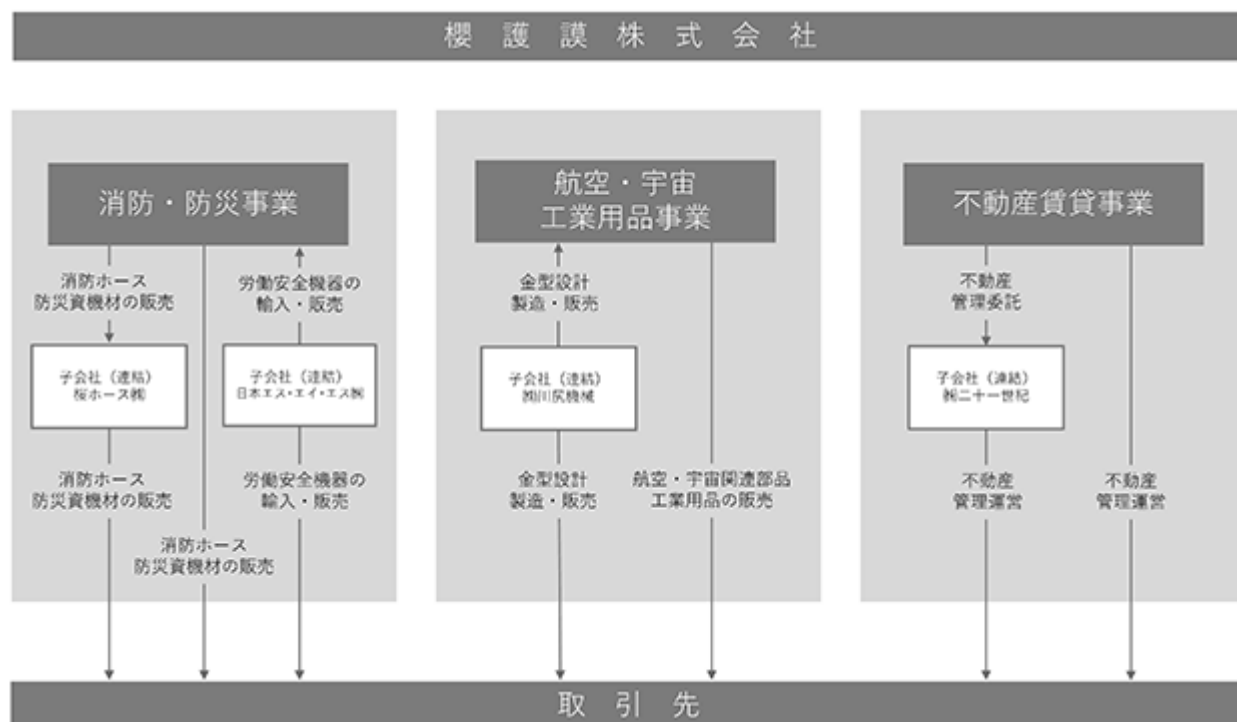 櫻護謨株式会社
消防・防災事業
消防ホース
防災資機材の販売
労働安全機器の
輸入・販売
子会社（連結）
桜ホース㈱
子会社（連結）
日本エス・エイ・エス㈱
消防ホース
防災資機材の販売
労働安全機器の
輸入・販売
消防ホース
防災資機材の販売
航空・宇宙
工業用品事業
金型設計
製造・販売
子会社（連結）
㈱川尻機械
金型設計
製造・販売
航空・宇宙関連部品
工業用品の販売
不動産賃貸事業
不動産
管理委託
子会社（連結）
㈱二十一世紀
不動産
管理運営
不動産
管理運営
取引先